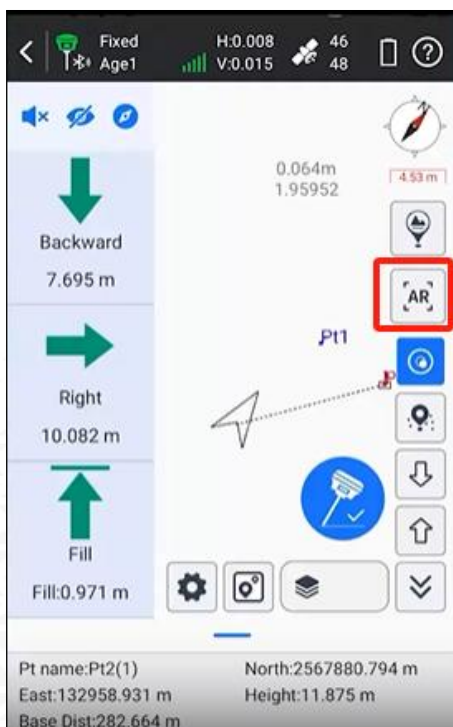 Fixed
Age1
H:0.008
V:0.015
46
48
Backward
7.695 m
Right
10.082 m
Fill
Fill:0.971 m
0.064m
1.95952
4.53 m
AR
Pt1
Pt name:Pt2(1)
North:2567880.794 m
East:132958.931 m
Height:11.875 m
Base Dist:282.664 m